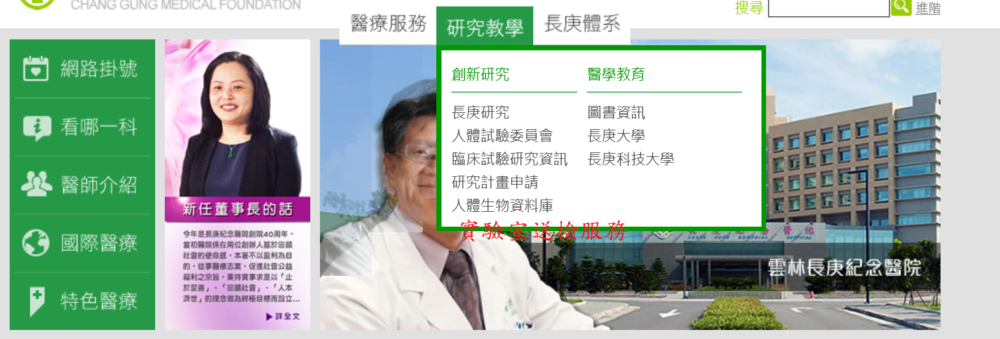 CHANG GUNG MEDICAL FOUNDATION
搜尋
進階
醫療服務
研究教學
長庚體系
網路掛號
看哪一科
醫師介紹
國際醫療
特色醫療
新任董事長的話
今年是長庚紀念醫院創院40周年，
當初醫院係在兩位創辦人基於回饋
社會的使命感，本著不以盈利為目
的，從事醫療志業、促進社會公益
福利之宗旨，秉持實事求是以「止
於至善」、「回饋社會」、「人本
濟世」的理念做為終極目標而設立...
▶詳全文
創新研究
長庚研究
人體試驗委員會
臨床試驗研究資訊
研究計畫申請
人體生物資料庫
實驗室送檢服務
醫學教育
圖書資訊
長庚大學
長庚科技大學
雲林長庚紀念醫院